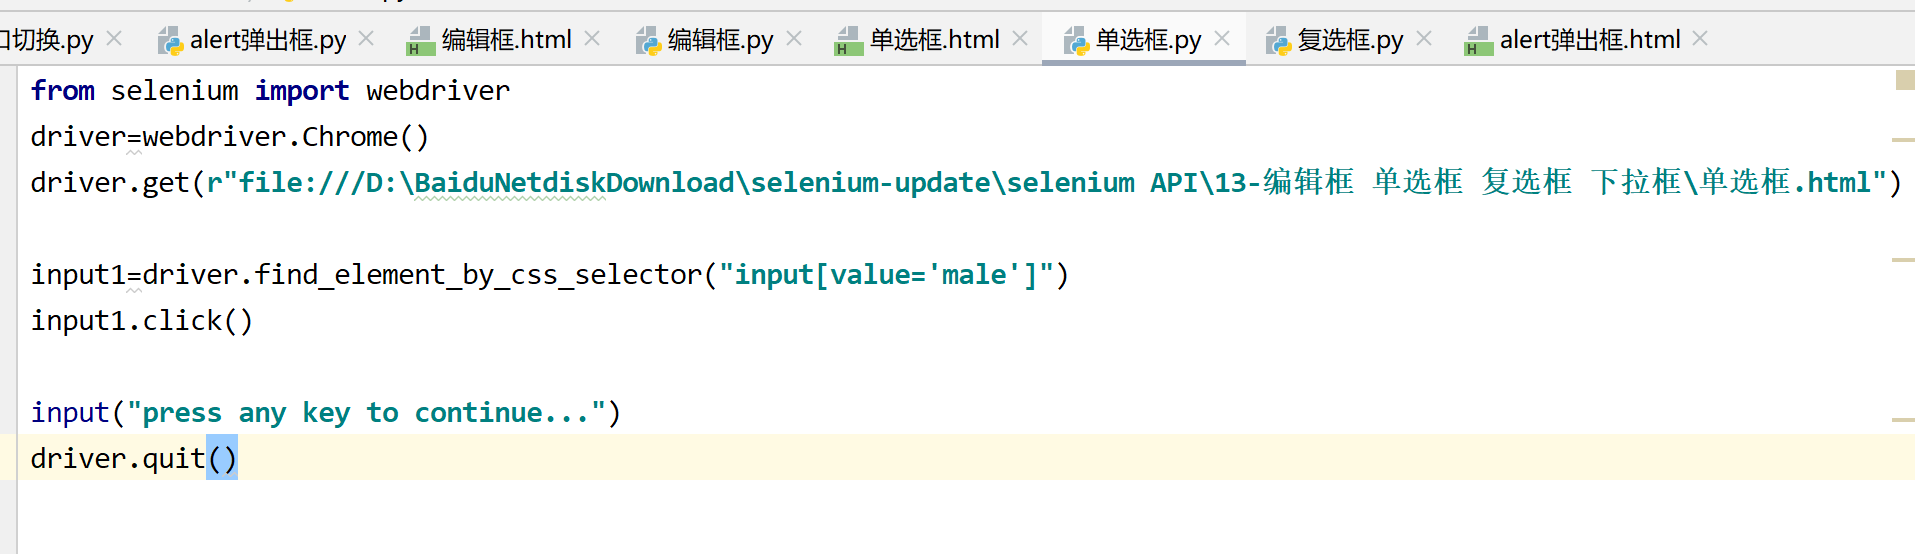 口切换.py alert弹出框.py 编辑框.html 编辑框.py 单选框.html 单选框.py 复选框.py alert弹出框.html
from selenium import webdriver
driver=webdriver.Chrome()
driver.get(r"file:///D:\BaiduNetdiskDownload\selenium-update\selenium API\13-编辑框 单选框 复选框 下拉框\单选框.html")
input1=driver.find_element_by_css_selector("input[value='male']")
input1.click()
input("press any key to continue...")
driver.quit()